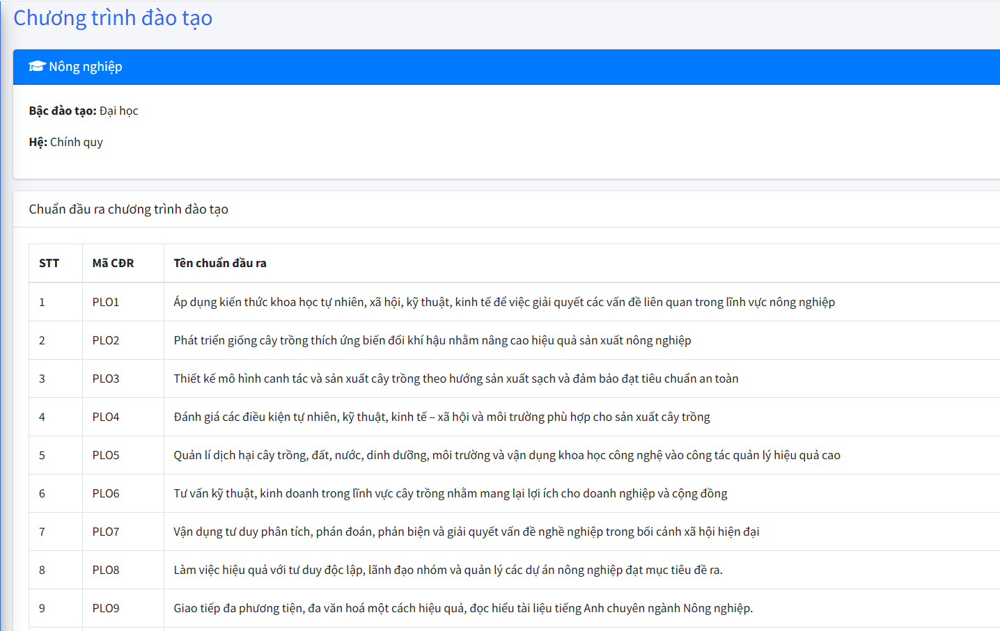 Chương trình đào tạo
Nông nghiệp
Bậc đào tạo: Đại học
Hệ: Chính quy
Chuẩn đầu ra chương trình đào tạo
STT Mã CĐR Tên chuẩn đầu ra
1 PLO1 Áp dụng kiến thức khoa học tự nhiên, xã hội, kỹ thuật, kinh tế để việc giải quyết các vấn đề liên quan trong lĩnh vực nông nghiệp
2 PLO2 Phát triển giống cây trồng thích ứng biến đổi khí hậu nhằm nâng cao hiệu quả sản xuất nông nghiệp
3 PLO3 Thiết kế mô hình canh tác và sản xuất cây trồng theo hướng sản xuất sạch và đảm bảo đạt tiêu chuẩn an toàn
4 PLO4 Đánh giá các điều kiện tự nhiên, kỹ thuật, kinh tế – xã hội và môi trường phù hợp cho sản xuất cây trồng
5 PLO5 Quản lí dịch hại cây trồng, đất, nước, dinh dưỡng, môi trường và vận dụng khoa học công nghệ vào công tác quản lý hiệu quả cao
6 PLO6 Tư vấn kỹ thuật, kinh doanh trong lĩnh vực cây trồng nhằm mang lại lợi ích cho doanh nghiệp và cộng đồng
7 PLO7 Vận dụng tư duy phân tích, phán đoán, phản biện và giải quyết vấn đề nghề nghiệp trong bối cảnh xã hội hiện đại
8 PLO8 Làm việc hiệu quả với tư duy độc lập, lãnh đạo nhóm và quản lý các dự án nông nghiệp đạt mục tiêu đề ra.
9 PLO9 Giao tiếp đa phương tiện, đa văn hoá một cách hiệu quả, đọc hiểu tài liệu tiếng Anh chuyên ngành Nông nghiệp.